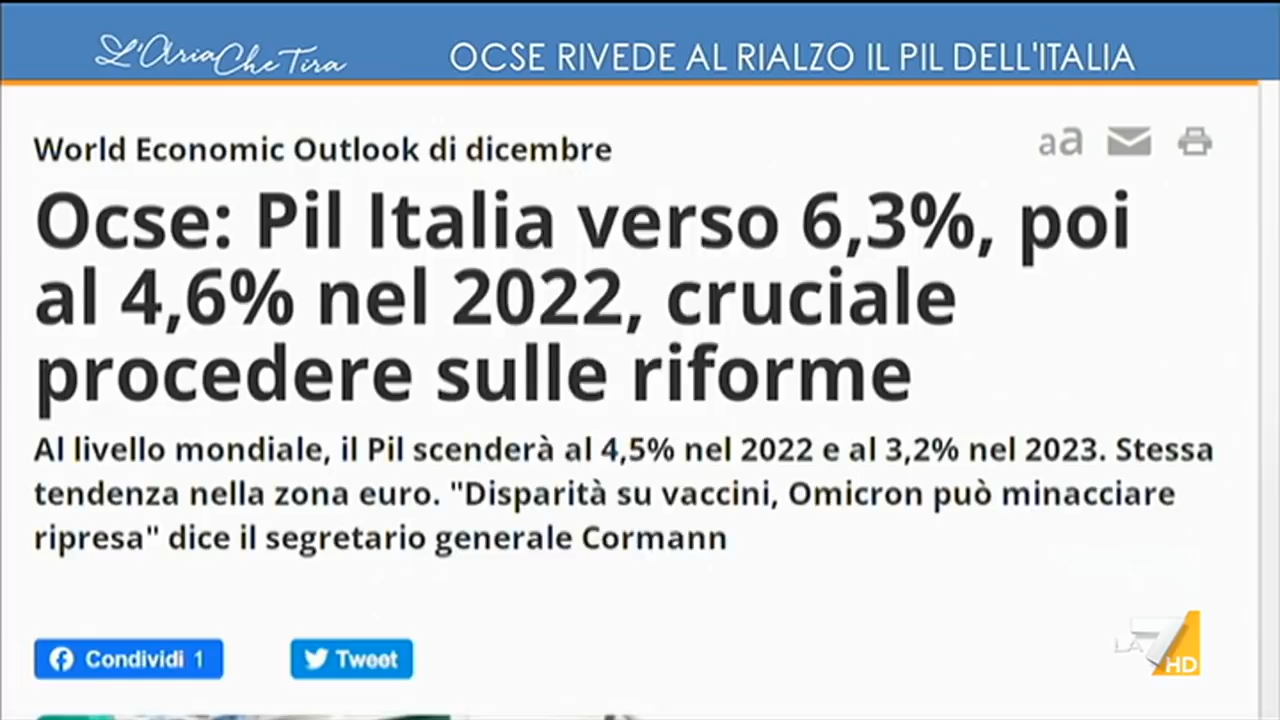 L'Aria Che Tira
OCSE RIVEDE AL RIALZO IL PIL DELL'ITALIA
World Economic Outlook di dicembre
aa
Ocse: Pil Italia verso 6,3%, poi
al 4,6% nel 2022, cruciale
procedere sulle riforme
Al livello mondiale, il Pil scenderà al 4,5% nel 2022 e al 3,2% nel 2023. Stessa
tendenza nella zona euro. "Disparità su vaccini, Omicron può minacciare
ripresa" dice il segretario generale Cormann
Condividi 1
Tweet
LA7
HD